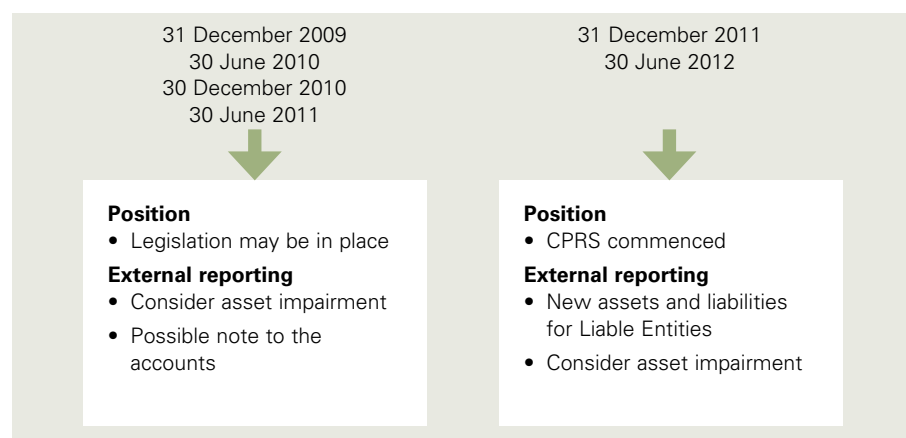 31 December 2009
30 June 2010
30 December 2010
30 June 2011
Position
• Legislation may be in place
External reporting
• Consider asset impairment
• Possible note to the
accounts
31 December 2011
30 June 2012
Position
• CPRS commenced
External reporting
• New assets and liabilities
for Liable Entities
• Consider asset impairment